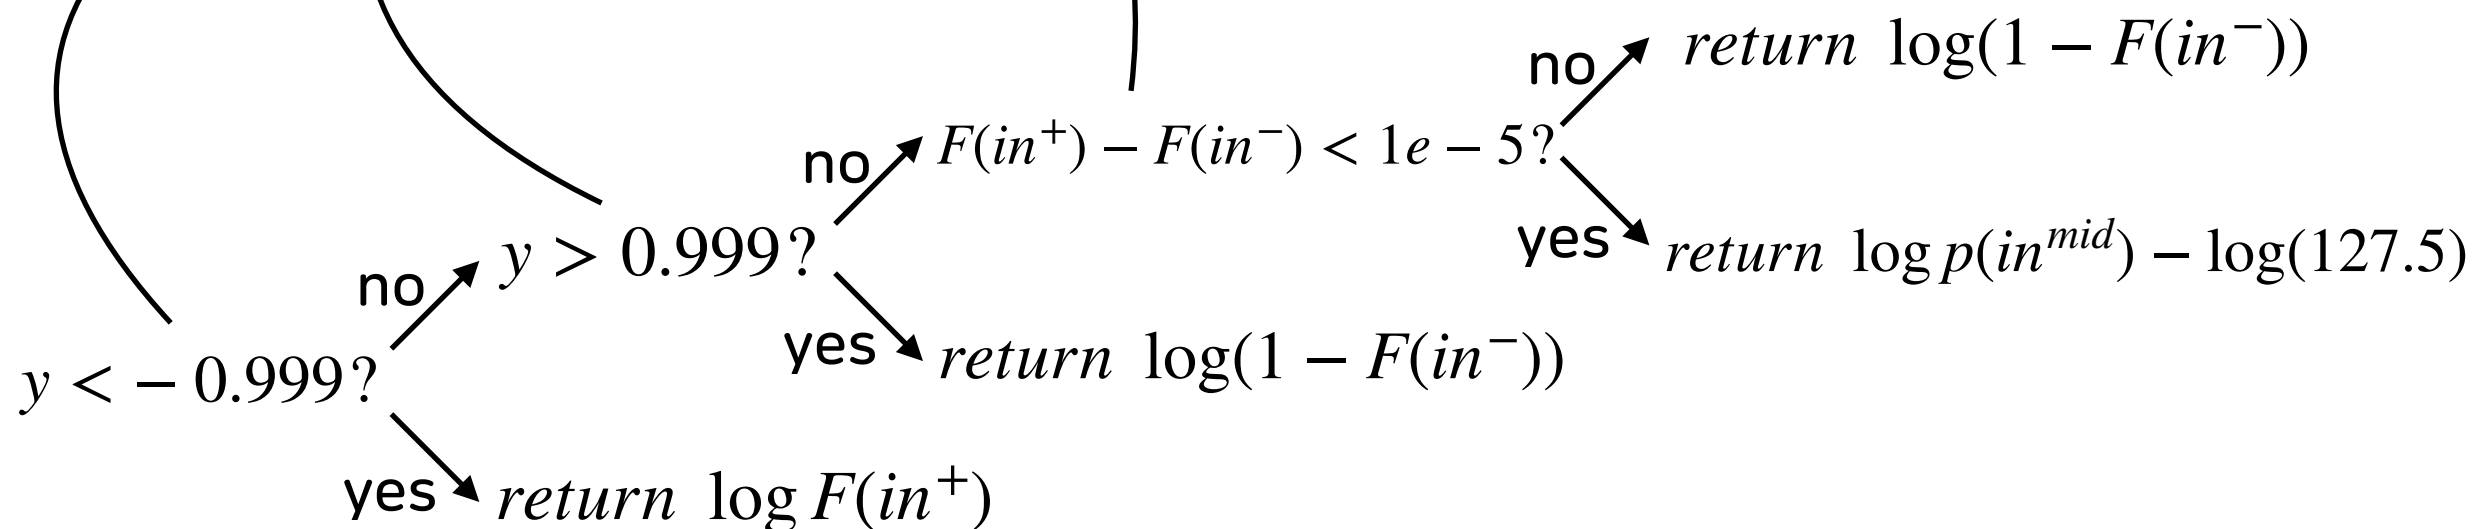 no return log(1 − F(in⁻))
no F(in⁺) − F(in⁻) < 1e − 5?
no y > 0.999? yes return log p(in^{mid}) − log(127.5)
y < − 0.999? yes return log(1 − F(in⁻))
yes return log F(in⁺)